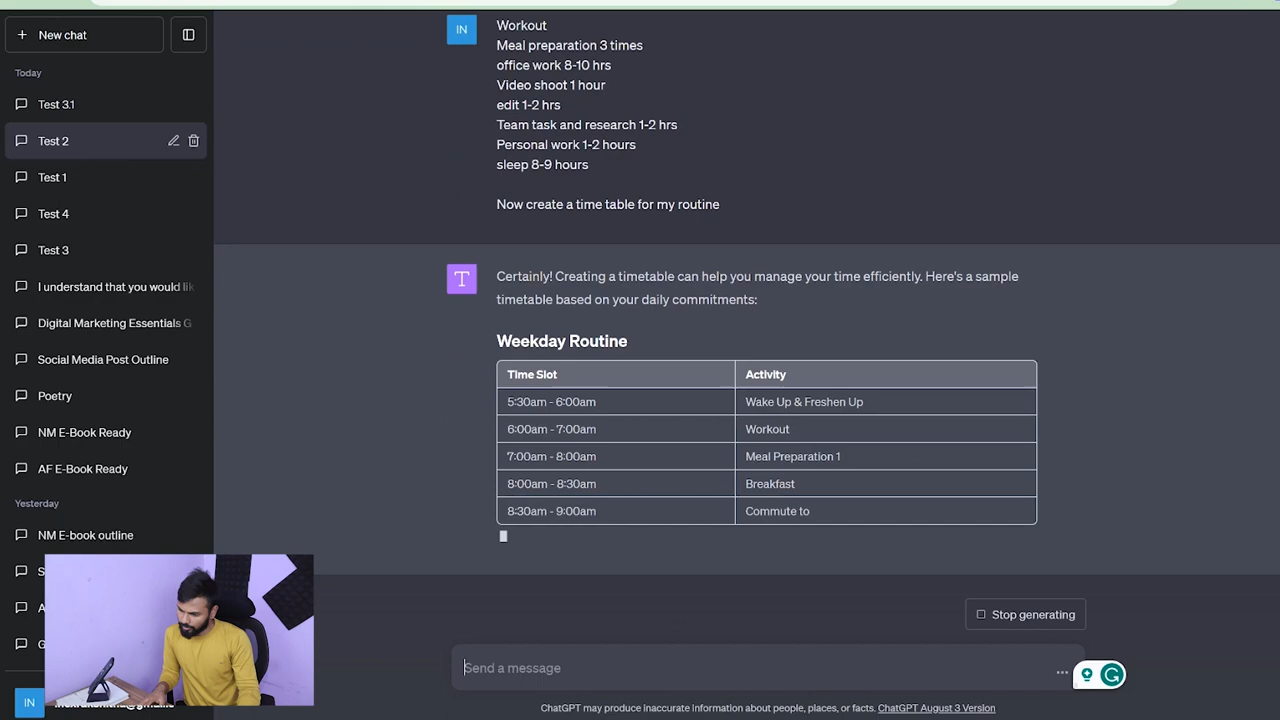 New chat
Today
Test 3.1
Test 2
Test 1
Test 4
Test 3
I understand that you would lik
Digital Marketing Essentials G
Social Media Post Outline
Poetry
NM E-Book Ready
AF E-Book Ready
Yesterday
NM E-book outline
S
A
G
IN
IN
Workout
Meal preparation 3 times
office work 8-10 hrs
Video shoot 1 hour
edit 1-2 hrs
Team task and research 1-2 hrs
Personal work 1-2 hours
sleep 8-9 hours
Now create a time table for my routine
T
Certainly! Creating a timetable can help you manage your time efficiently. Here's a sample
timetable based on your daily commitments:
Weekday Routine
Time Slot Activity
5:30am - 6:00am Wake Up & Freshen Up
6:00am - 7:00am Workout
7:00am - 8:00am Meal Preparation 1
8:00am - 8:30am Breakfast
8:30am - 9:00am Commute to
Stop generating
Send a message
G
ChatGPT may produce inaccurate information about people, places, or facts. ChatGPT August 3 Version